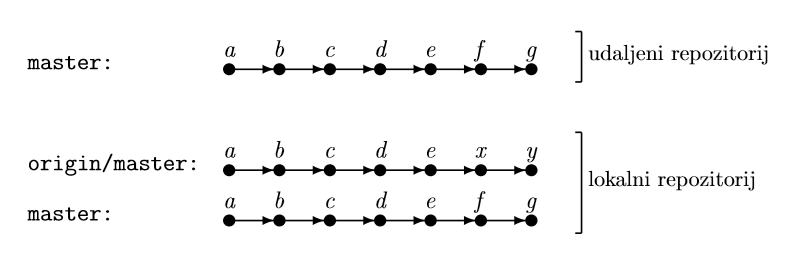 a b c d e f g
master:
udaljeni repozitorij
a b c d e x y
origin/master:
lokalni repozitorij
a b c d e f g
master: